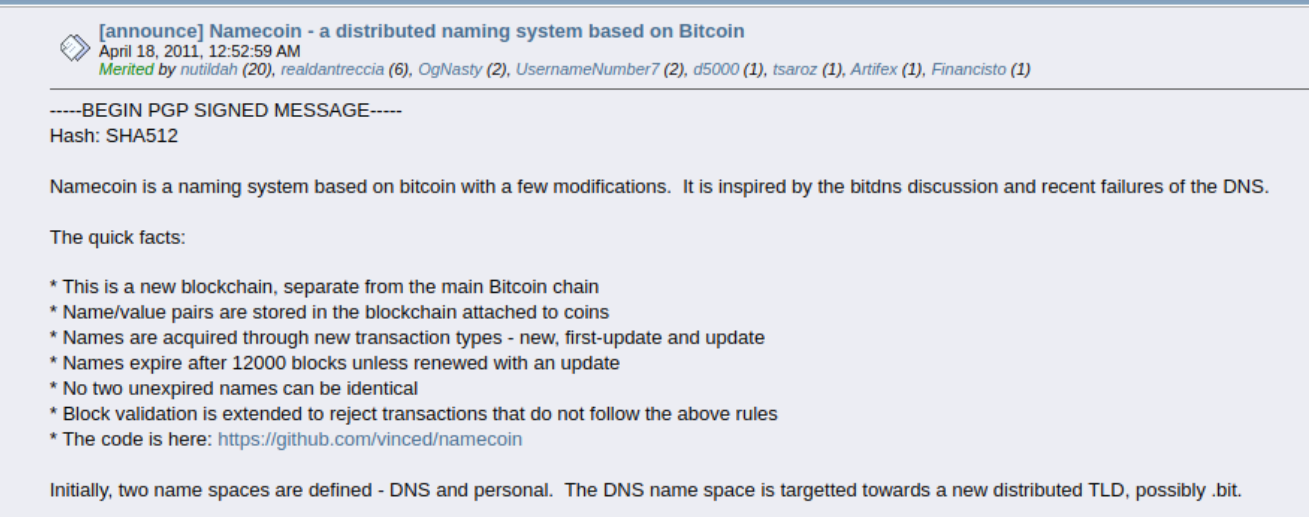 [announce] Namecoin - a distributed naming system based on Bitcoin
April 18, 2011, 12:52:59 AM
Merited by nutildah (20), realdantreccia (6), OgNasty (2), UsernameNumber7 (2), d5000 (1), tsaroz (1), Artifex (1), Financisto (1)
-----BEGIN PGP SIGNED MESSAGE-----
Hash: SHA512
Namecoin is a naming system based on bitcoin with a few modifications.  It is inspired by the bitdns discussion and recent failures of the DNS.
The quick facts:
* This is a new blockchain, separate from the main Bitcoin chain
* Name/value pairs are stored in the blockchain attached to coins
* Names are acquired through new transaction types - new, first-update and update
* Names expire after 12000 blocks unless renewed with an update
* No two unexpired names can be identical
* Block validation is extended to reject transactions that do not follow the above rules
* The code is here: https://github.com/vinced/namecoin
Initially, two name spaces are defined - DNS and personal.  The DNS name space is targetted towards a new distributed TLD, possibly .bit.